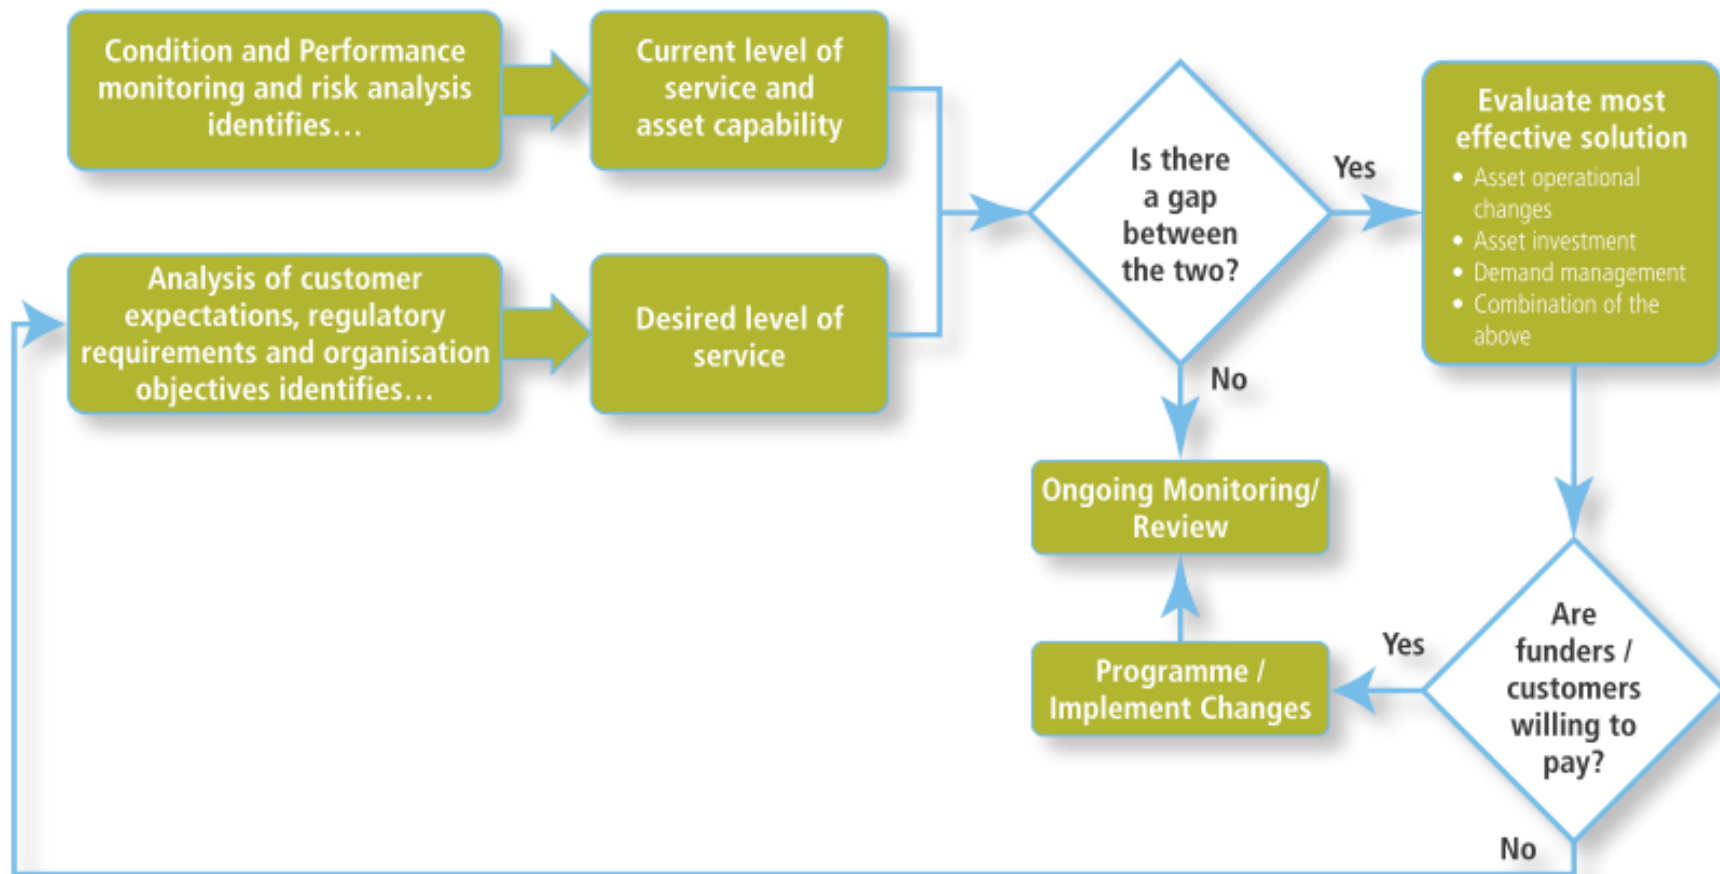 Condition and Performance
monitoring and risk analysis
identifies...
Current level of
service and
asset capability
Analysis of customer
expectations, regulatory
requirements and organisation
objectives identifies...
Desired level of
service
Is there
a gap
between
the two?
Yes
No
Evaluate most
effective solution
• Asset operational
changes
• Asset investment
• Demand management
• Combination of the
above
Ongoing Monitoring/
Review
Programme /
Implement Changes
Yes
Are
funders /
customers
willing to
pay?
No